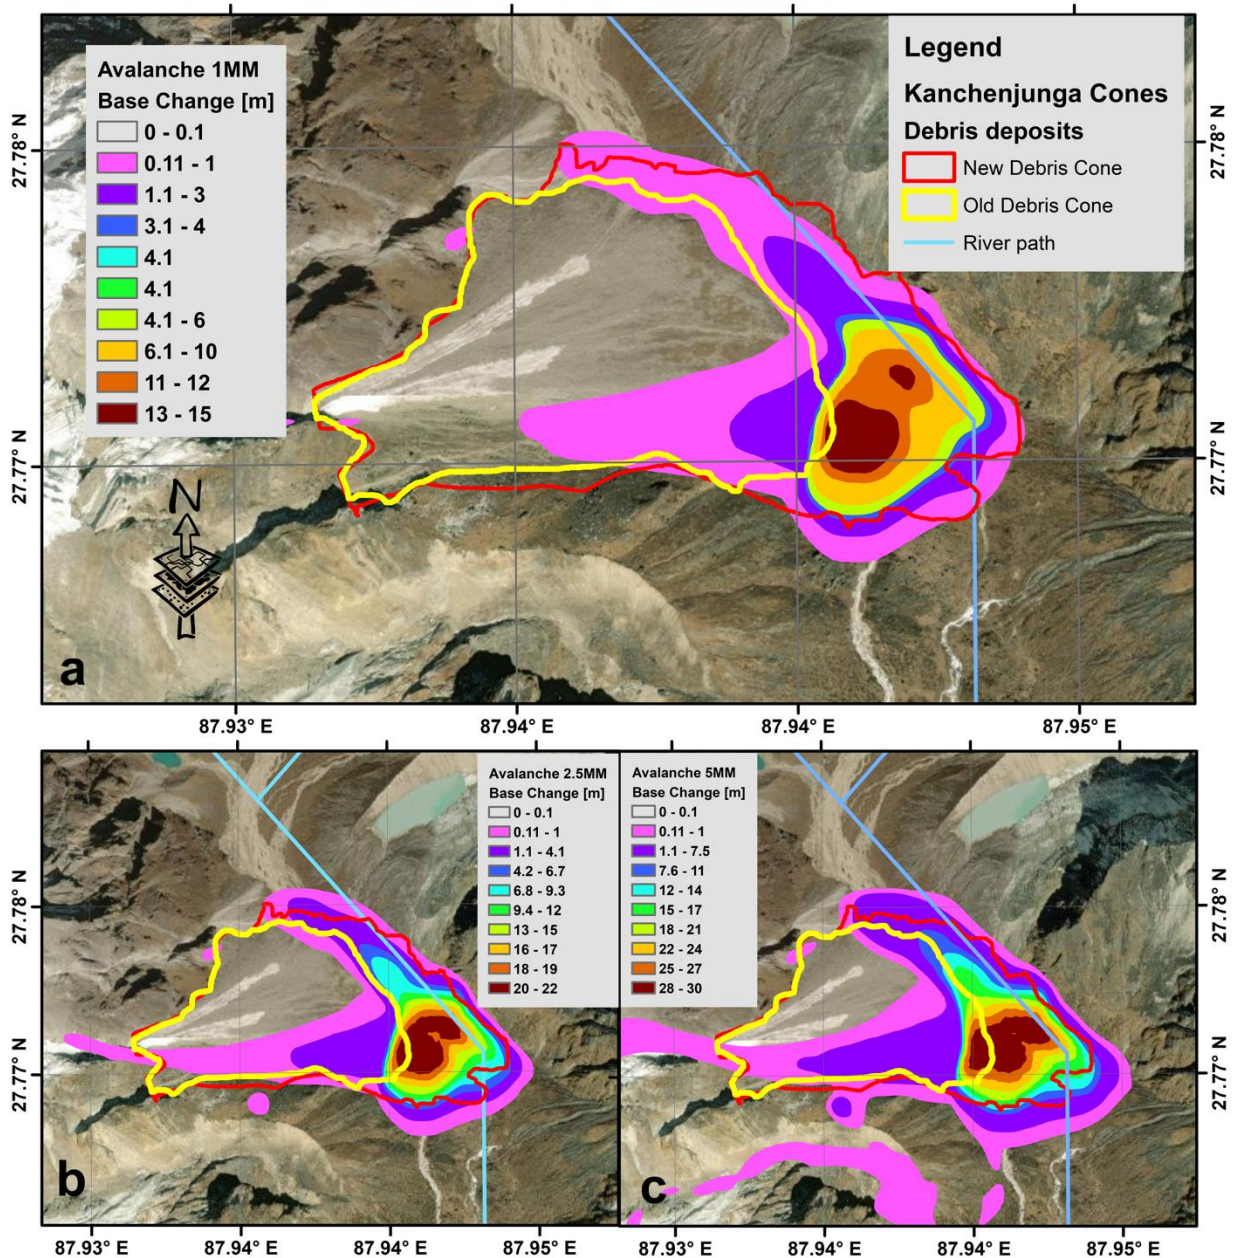 Avalanche 1MM
Base Change [m]
0 - 0.1
0.11 - 1
1.1 - 3
3.1 - 4
4.1
4.1
4.1 - 6
6.1 - 10
11 - 12
13 - 15
Legend
Kanchenjunga Cones
Debris deposits
New Debris Cone
Old Debris Cone
River path
27.78° N
27.78° N
27.77° N
27.77° N
N
a
87.93° E
87.94° E
87.94° E
87.95° E
Avalanche 2.5MM
Base Change [m]
0 - 0.1
0.11 - 1
1.1 - 4.1
4.2 - 6.7
6.8 - 9.3
9.4 - 12
13 - 15
16 - 17
18 - 19
20 - 22
Avalanche 5MM
Base Change [m]
0 - 0.1
0.11 - 1
1.1 - 7.5
7.6 - 11
12 - 14
15 - 17
18 - 21
22 - 24
25 - 27
28 - 30
27.78° N
27.78° N
27.77° N
27.77° N
b
c
87.93° E
87.94° E
87.94° E
87.95° E
87.93° E
87.94° E
87.94° E
87.95° E